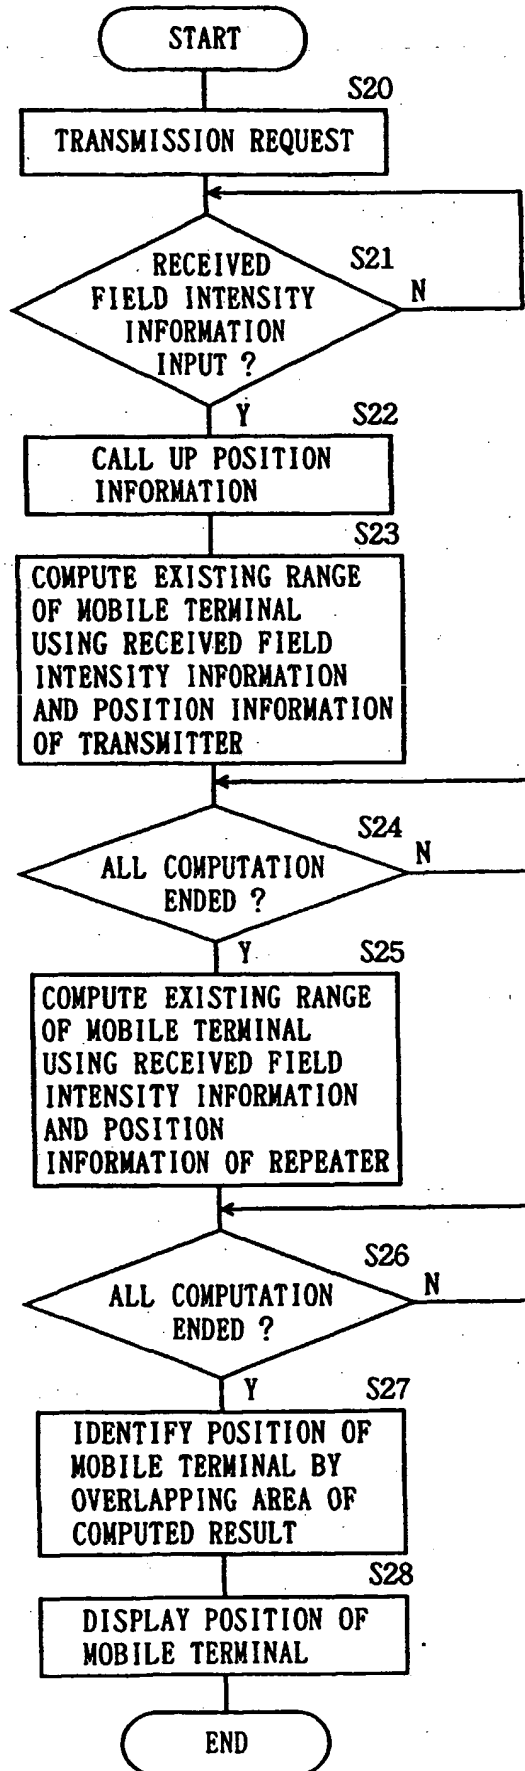 START
S20
TRANSMISSION REQUEST
S21
RECEIVED
FIELD INTENSITY
INFORMATION
INPUT ?
N
Y
S22
CALL UP POSITION
INFORMATION
S23
COMPUTE EXISTING RANGE
OF MOBILE TERMINAL
USING RECEIVED FIELD
INTENSITY INFORMATION
AND POSITION INFORMATION
OF TRANSMITTER
S24
ALL COMPUTATION
ENDED ?
N
Y
S25
COMPUTE EXISTING RANGE
OF MOBILE TERMINAL
USING RECEIVED FIELD
INTENSITY INFORMATION
AND POSITION
INFORMATION OF REPEATER
S26
ALL COMPUTATION
ENDED ?
N
Y
S27
IDENTIFY POSITION OF
MOBILE TERMINAL BY
OVERLAPPING AREA OF
COMPUTED RESULT
S28
DISPLAY POSITION OF
MOBILE TERMINAL
END